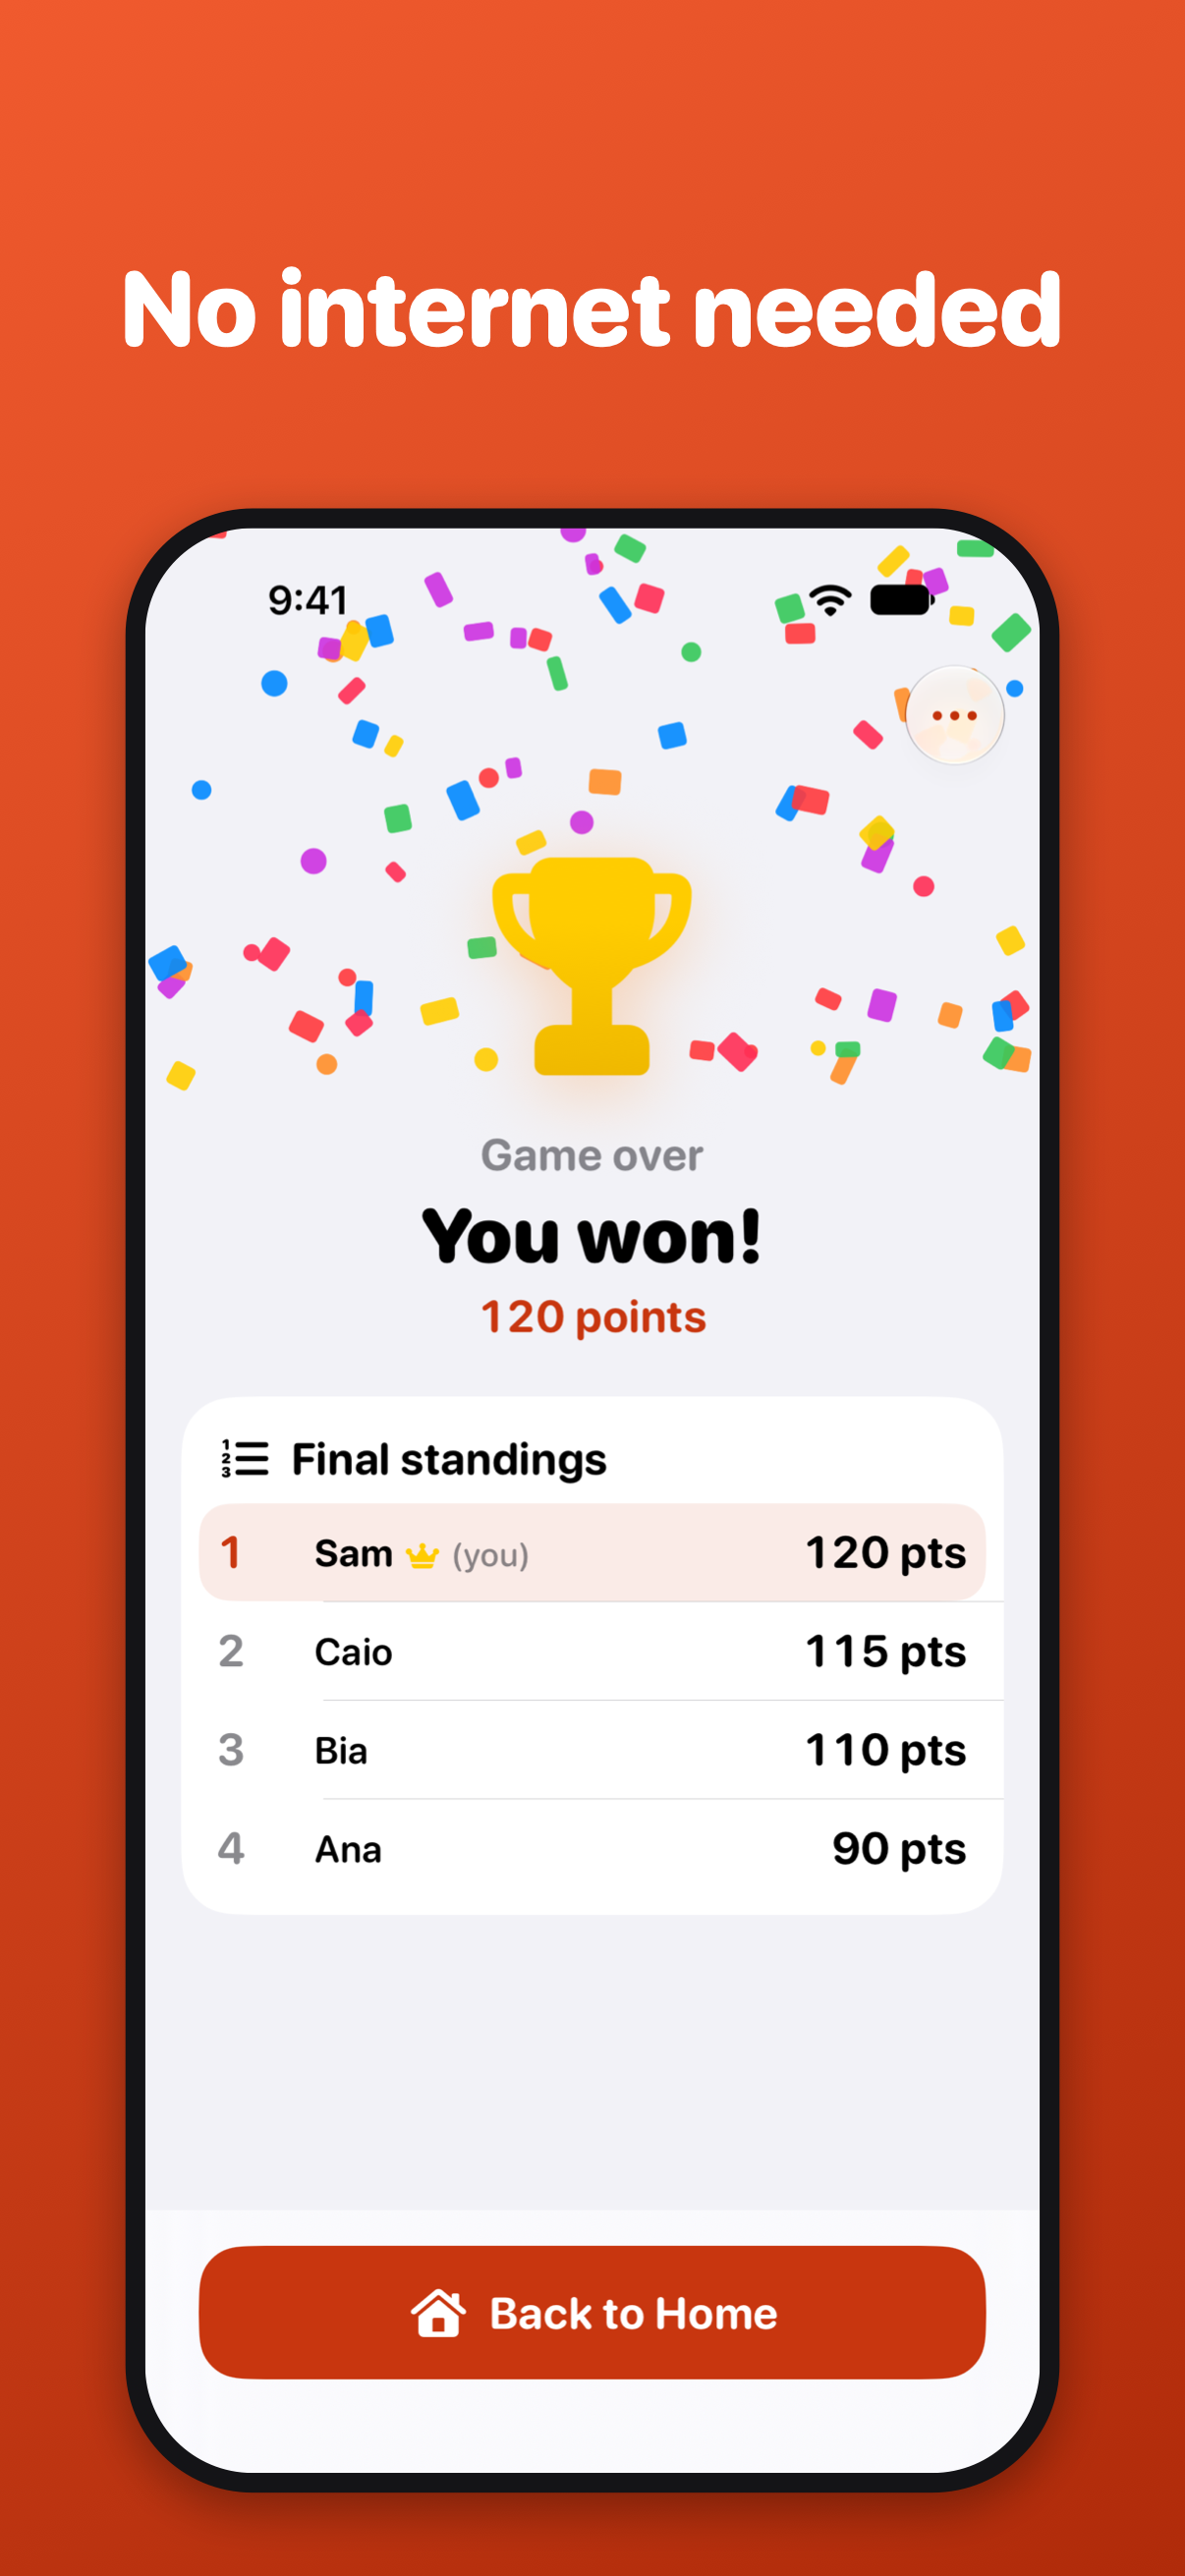 No internet needed
9:41
Game over
You won!
120 points
Final standings
1 Sam (you) 120 pts
2 Caio 115 pts
3 Bia 110 pts
4 Ana 90 pts
Back to Home